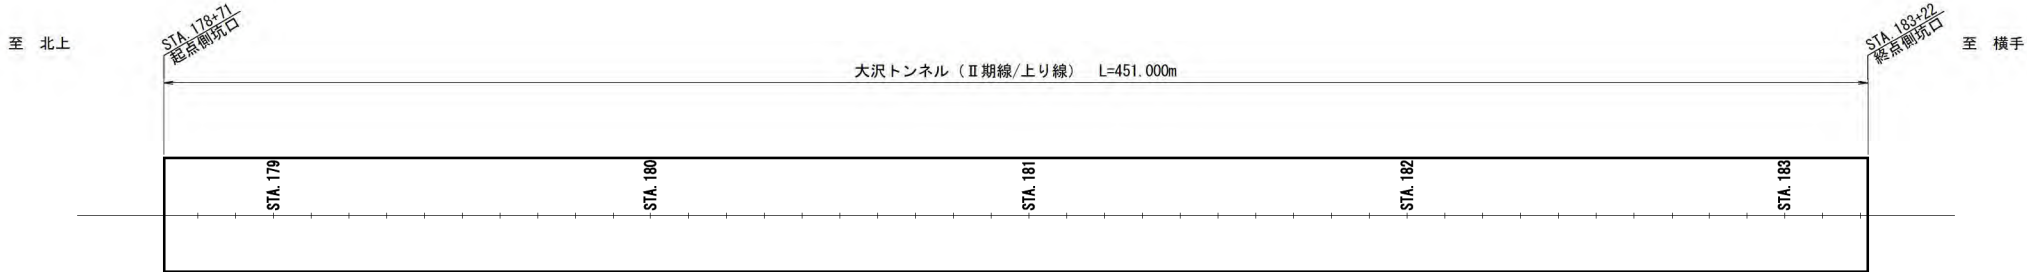 至 北上
STA.178+71
起点側坑口
大沢トンネル（Ⅱ期線/上り線） L=451.000m
STA.183+22
終点側坑口
至 横手
STA.179
STA.180
STA.181
STA.182
STA.183